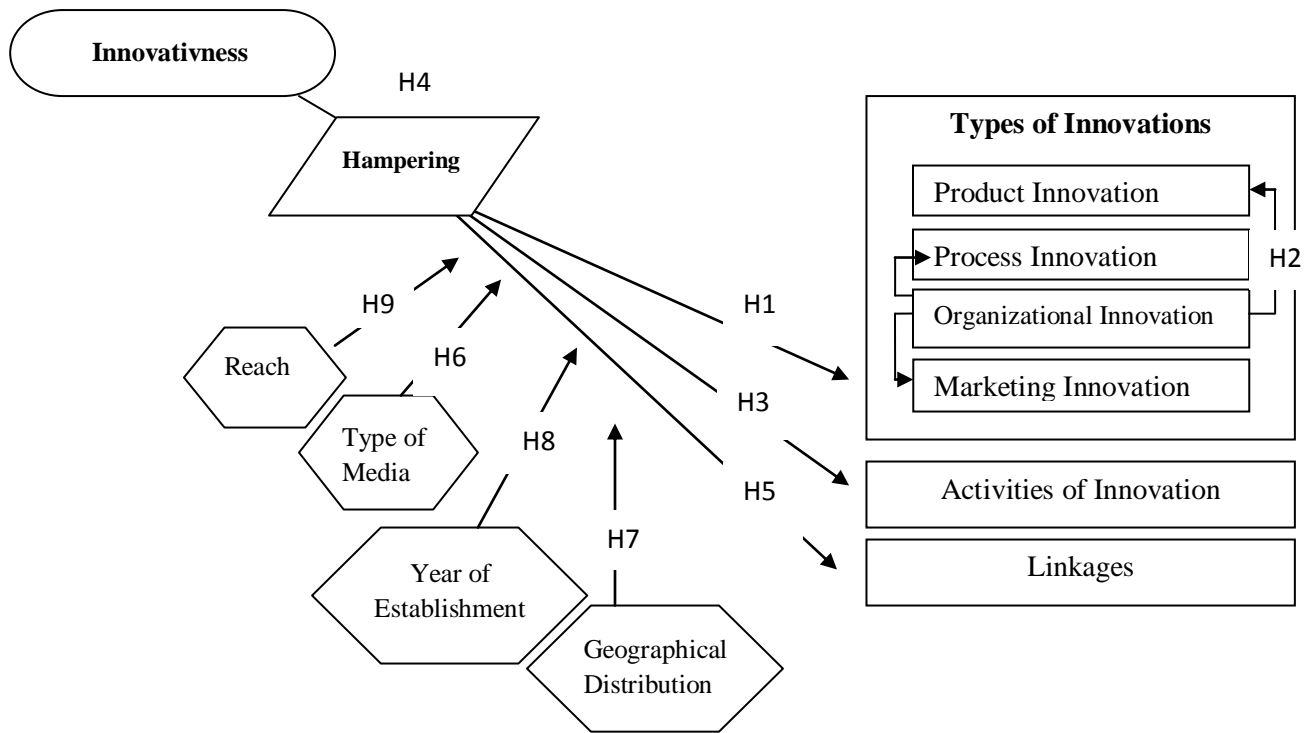 Innovativness
H4
Hampering
Types of Innovations
Product Innovation
Process Innovation
H2
Organizational Innovation
Marketing Innovation
H1
H9
Reach
H6
H3
Type of
Media
H8
H5
Activities of Innovation
H7
Linkages
Year of
Establishment
Geographical
Distribution